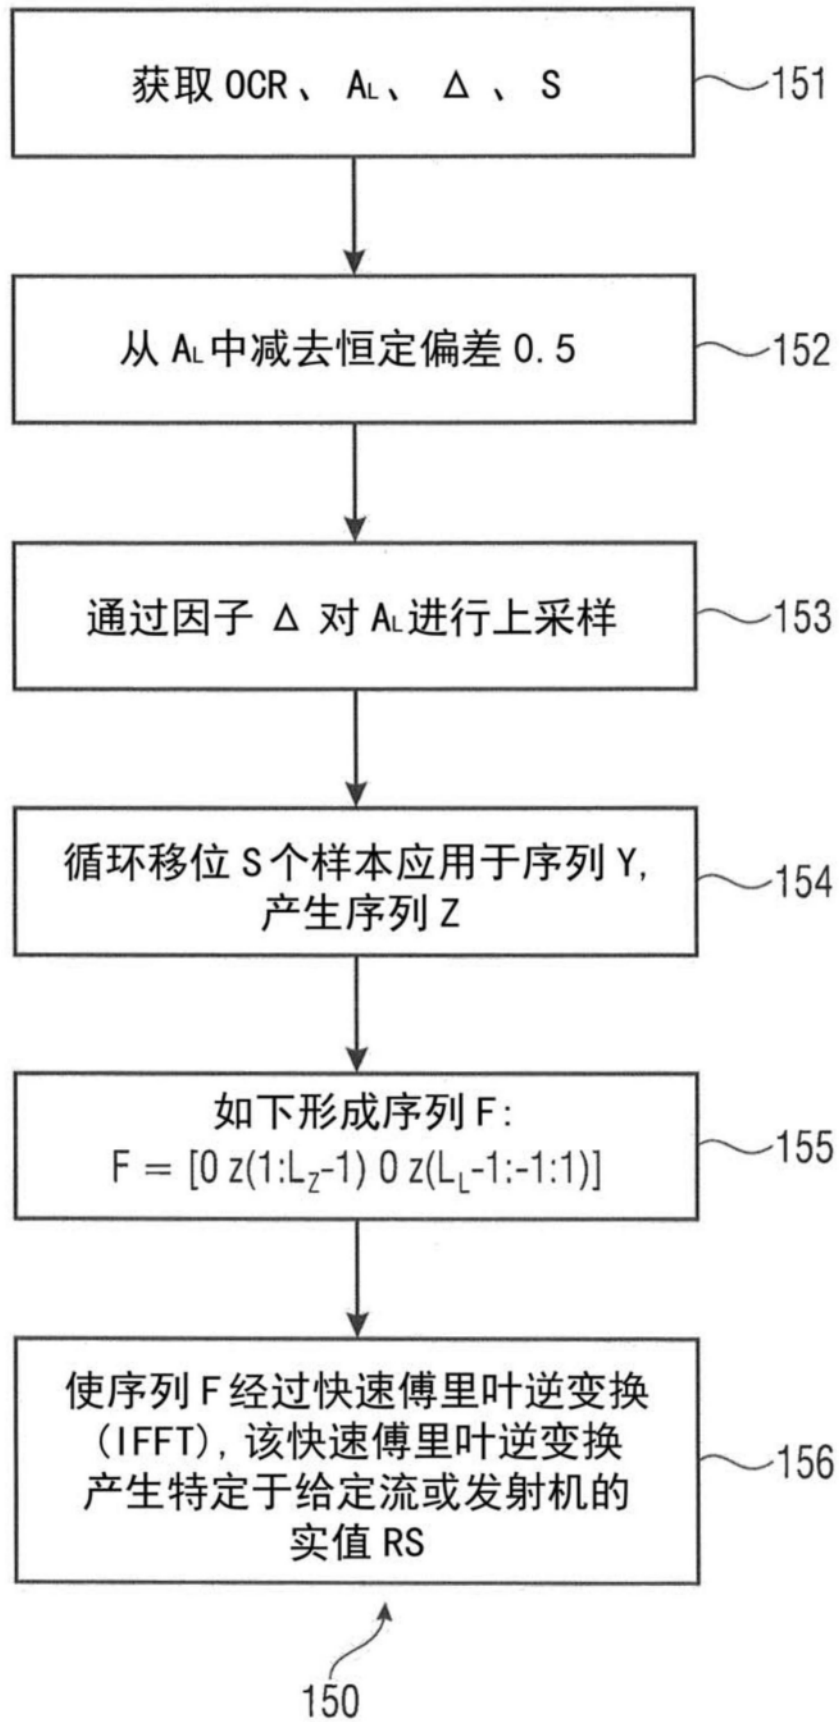 获取 OCR、 AL、 Δ 、 S
151
从 AL中减去恒定偏差 0.5
152
通过因子 Δ 对 AL进行上采样
153
循环移位 S个样本应用于序列 Y,
产生序列 Z
154
如下形成序列 F:
F = [0 z(1:LZ-1) 0 z(LL-1:-1:1)]
155
使序列 F 经过快速傅里叶逆变换
(IFFT), 该快速傅里叶逆变换
产生特定于给定流或发射机的
实值 RS
156
150